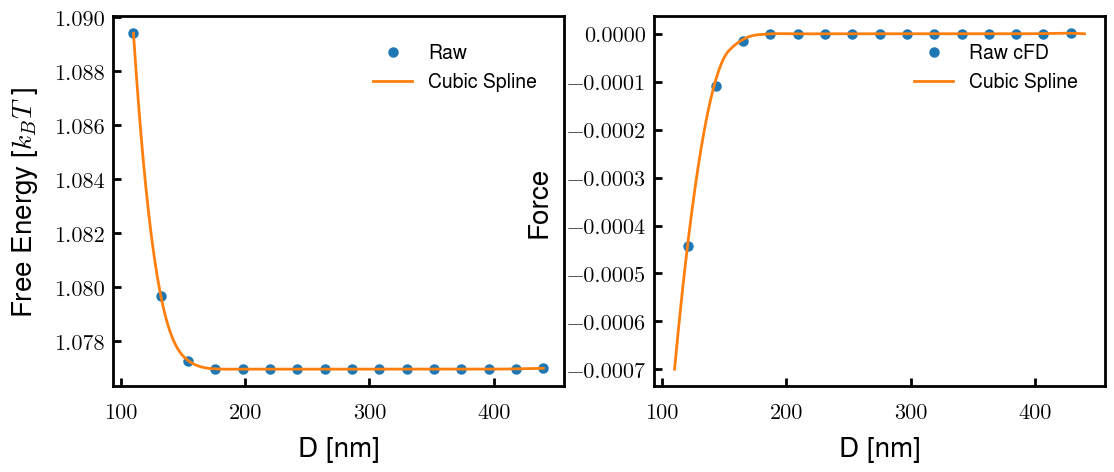 Free Energy [k_BT]
1.090
1.088
1.086
1.084
1.082
1.080
1.078
100
200
300
400
D [nm]
Raw
Cubic Spline
Force
0.0000
−0.0001
−0.0002
−0.0003
−0.0004
−0.0005
−0.0006
−0.0007
100
200
300
400
D [nm]
Raw cFD
Cubic Spline